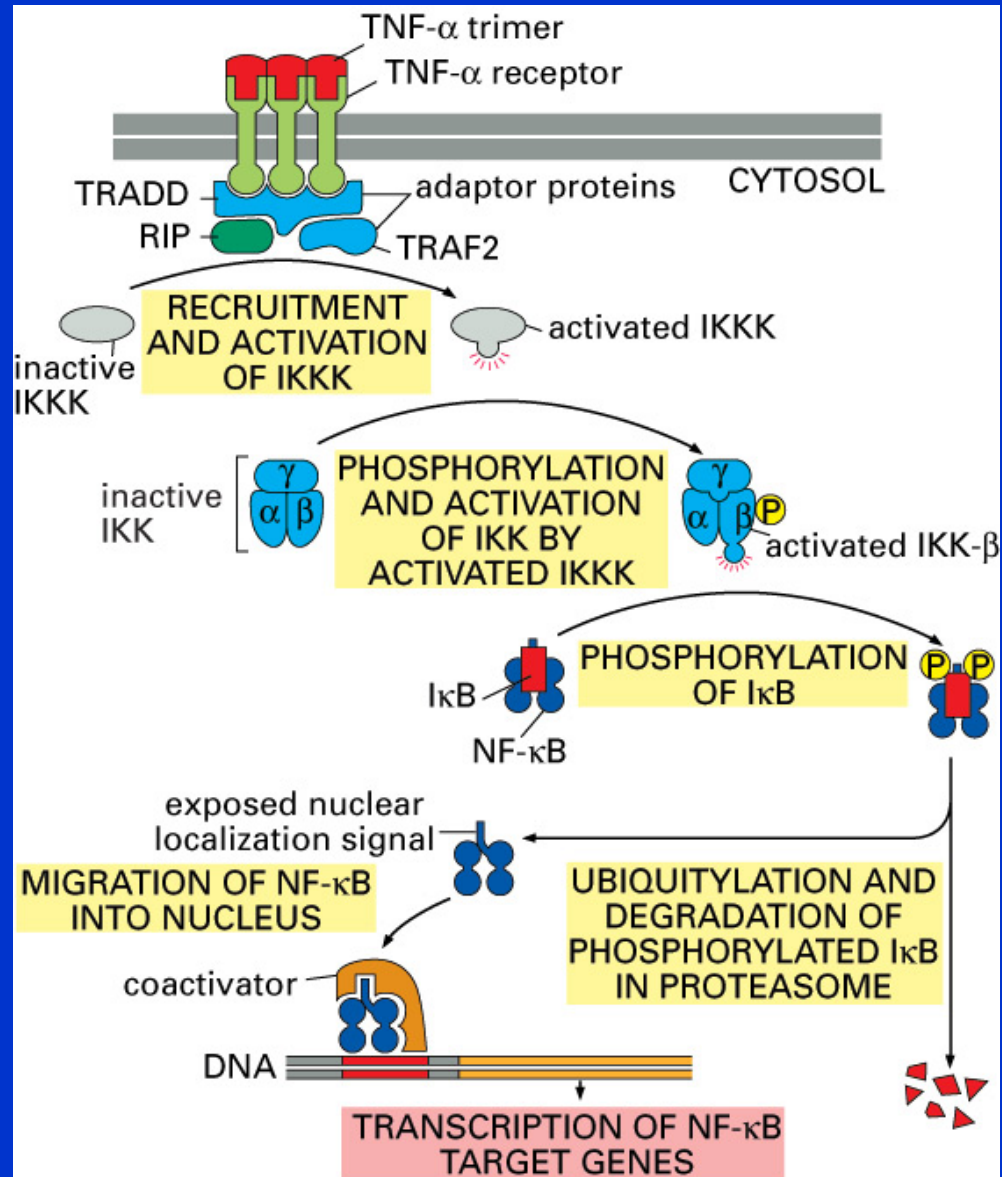 TNF-α trimer
TNF-α receptor
CYTOSOL
TRADD
adaptor proteins
RIP
TRAF2
RECRUITMENT
AND ACTIVATION
OF IKKK
inactive
IKKK
activated IKKK
inactive
IKK
γ
α β
PHOSPHORYLATION
AND ACTIVATION
OF IKK BY
ACTIVATED IKKK
γ
α β P
activated IKK-β
IκB
NF-κB
PHOSPHORYLATION
OF IκB
P P
exposed nuclear
localization signal
MIGRATION OF NF-κB
INTO NUCLEUS
UBIQUITYLATION AND
DEGRADATION OF
PHOSPHORYLATED IκB
IN PROTEASOME
coactivator
DNA
TRANSCRIPTION OF NF-κB
TARGET GENES